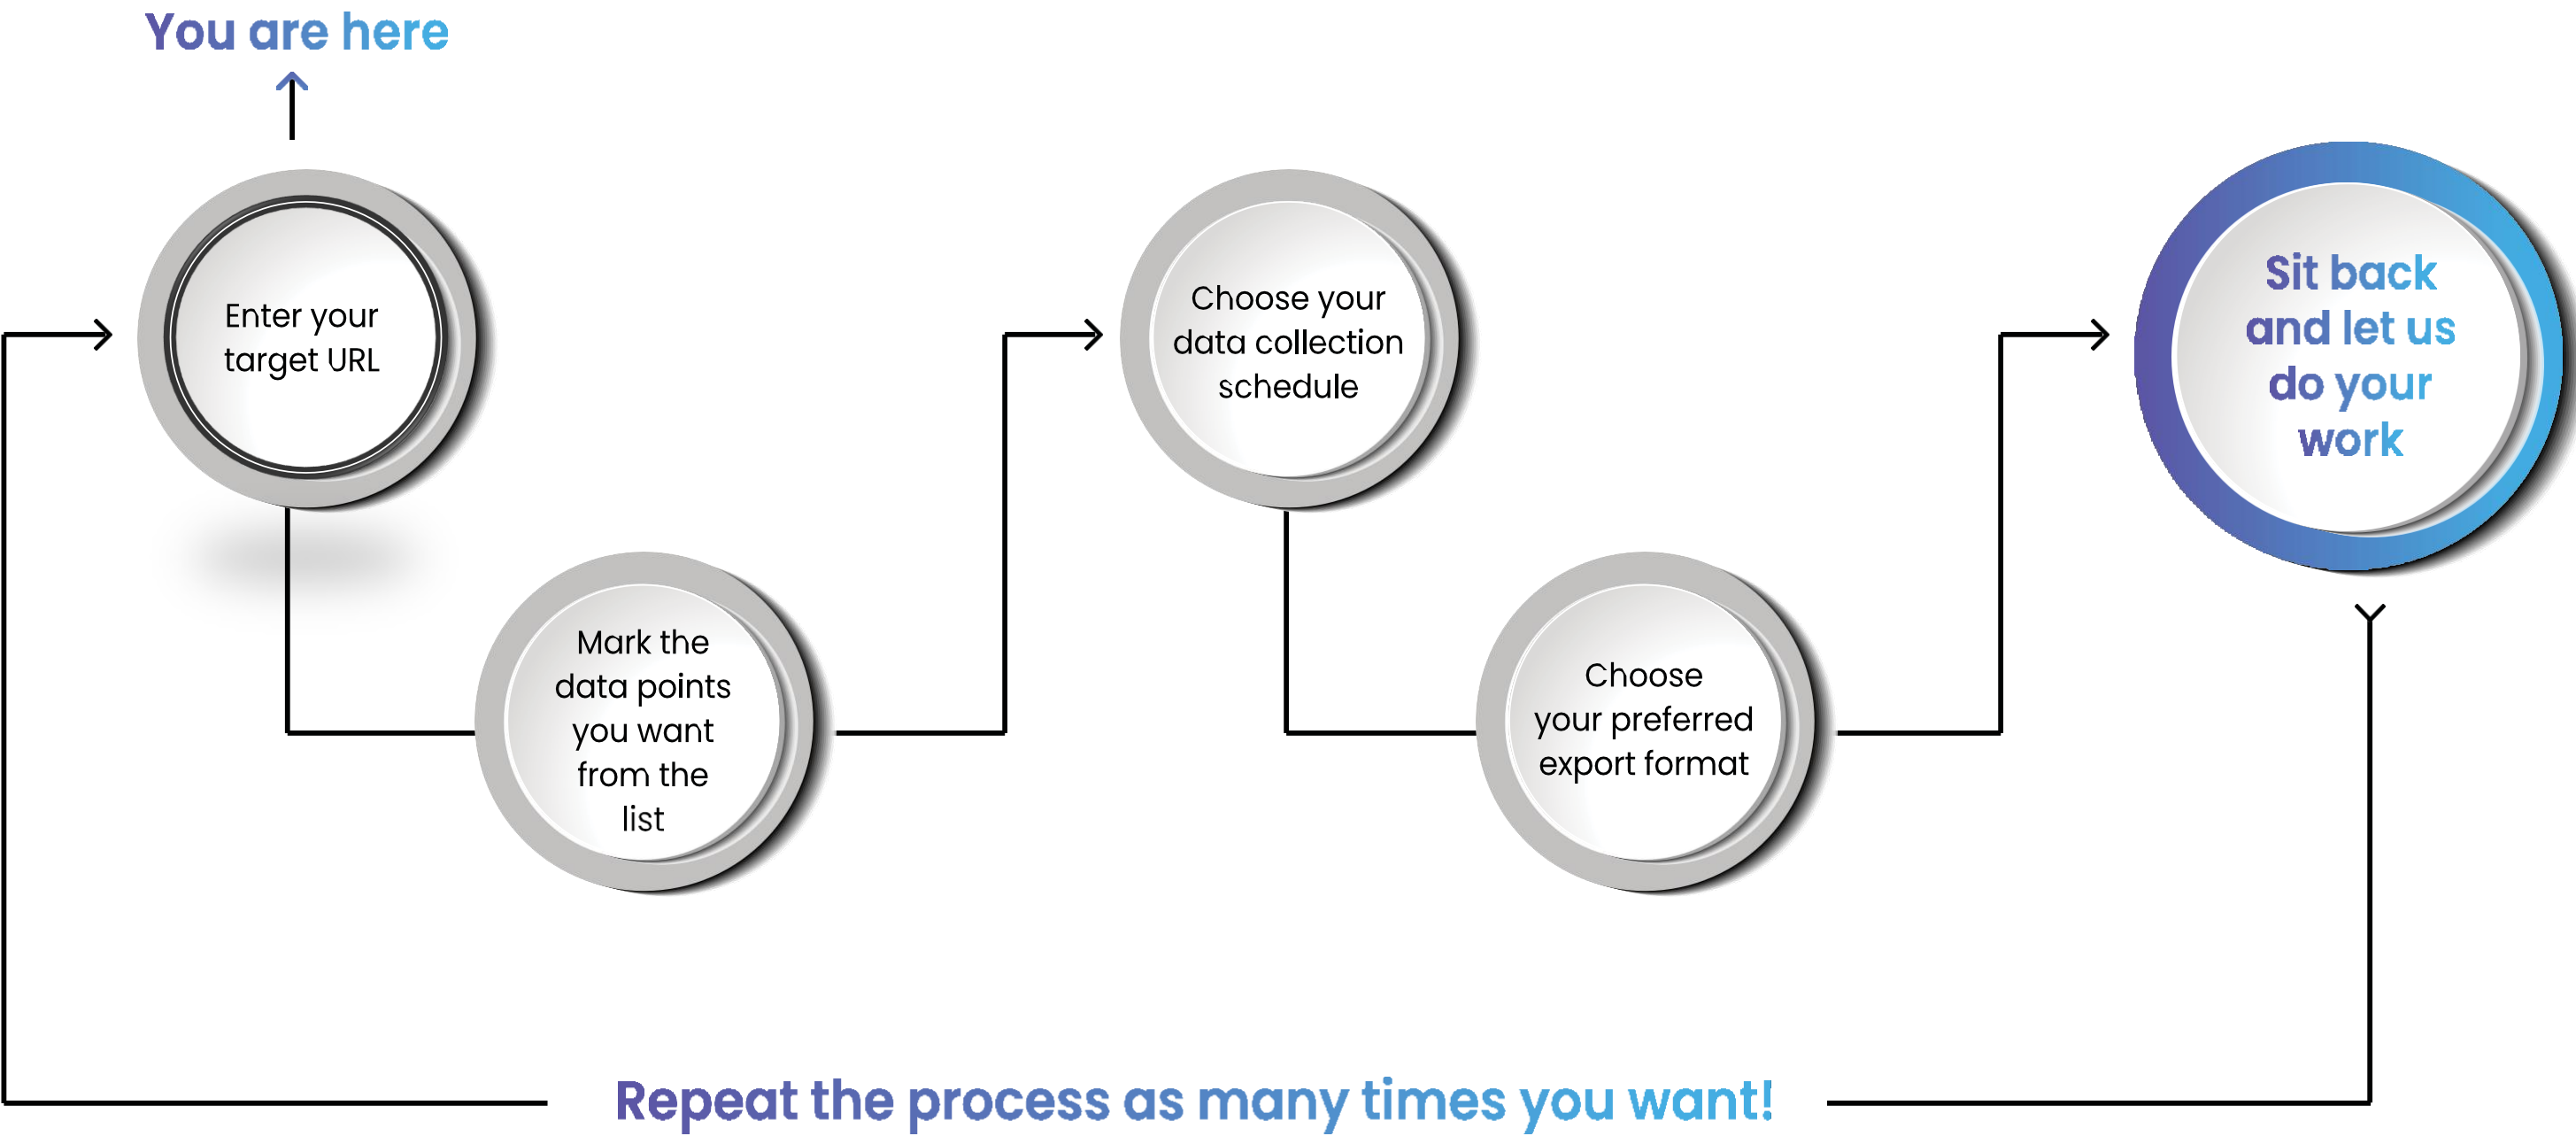 You are here
Enter your
target URL
Mark the
data points
you want
from the
list
Choose your
data collection
schedule
Choose
your preferred
export format
Sit back
and let us
do your
work
Repeat the process as many times you want!